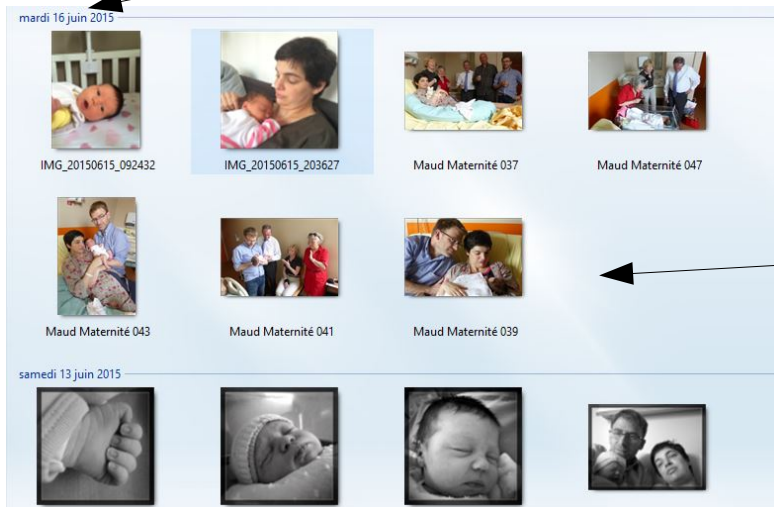 mardi 16 juin 2015
IMG_20150615_092432
IMG_20150615_203627
Maud Maternité 037
Maud Maternité 047
Maud Maternité 043
Maud Maternité 041
Maud Maternité 039
samedi 13 juin 2015